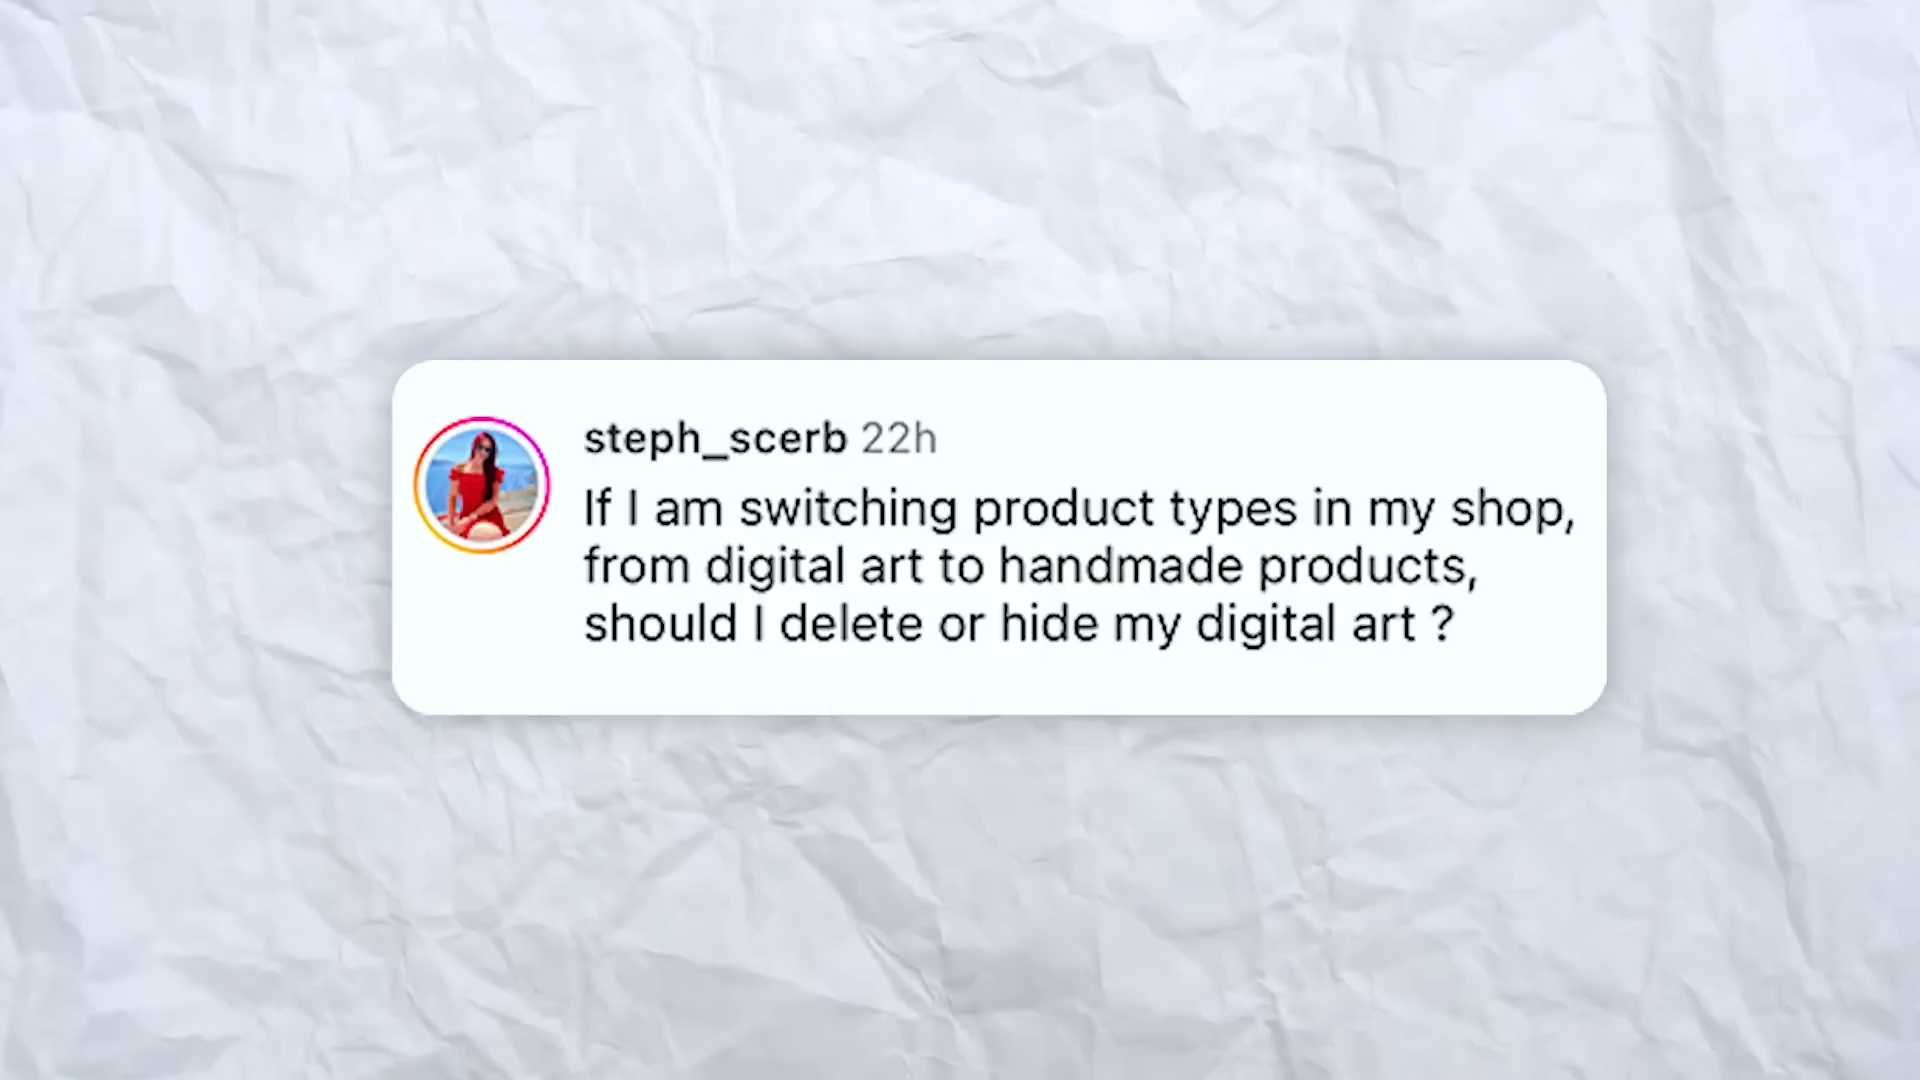 steph_scerb 22h
If I am switching product types in my shop,
from digital art to handmade products,
should I delete or hide my digital art ?